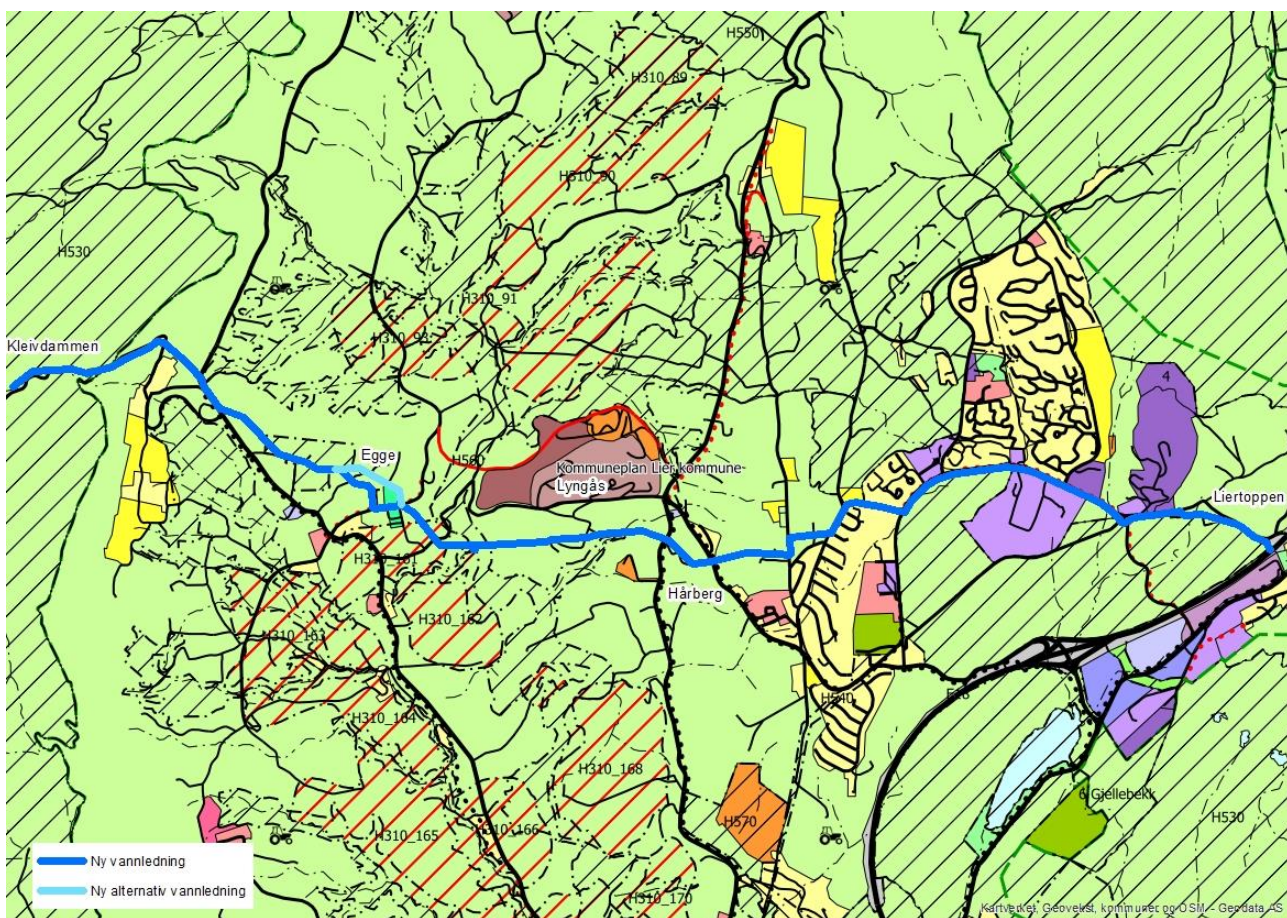 H550
H310_89
H310_90
H530
H310_91
H310_93
Kleivdammen
4
Egge
H560
Kommuneplan Lier kommune
Lyngås
Liertoppen
H310_161
Hårberg
H310_162
H310_163
H540
H310_164
H310_168
6 Gjellebekk
H570
H530
H310_165
H310_166
Ny vannledning
Ny alternativ vannledning
H310_170
Kartverket, Geovekst, kommuner og OSM - Geodata AS